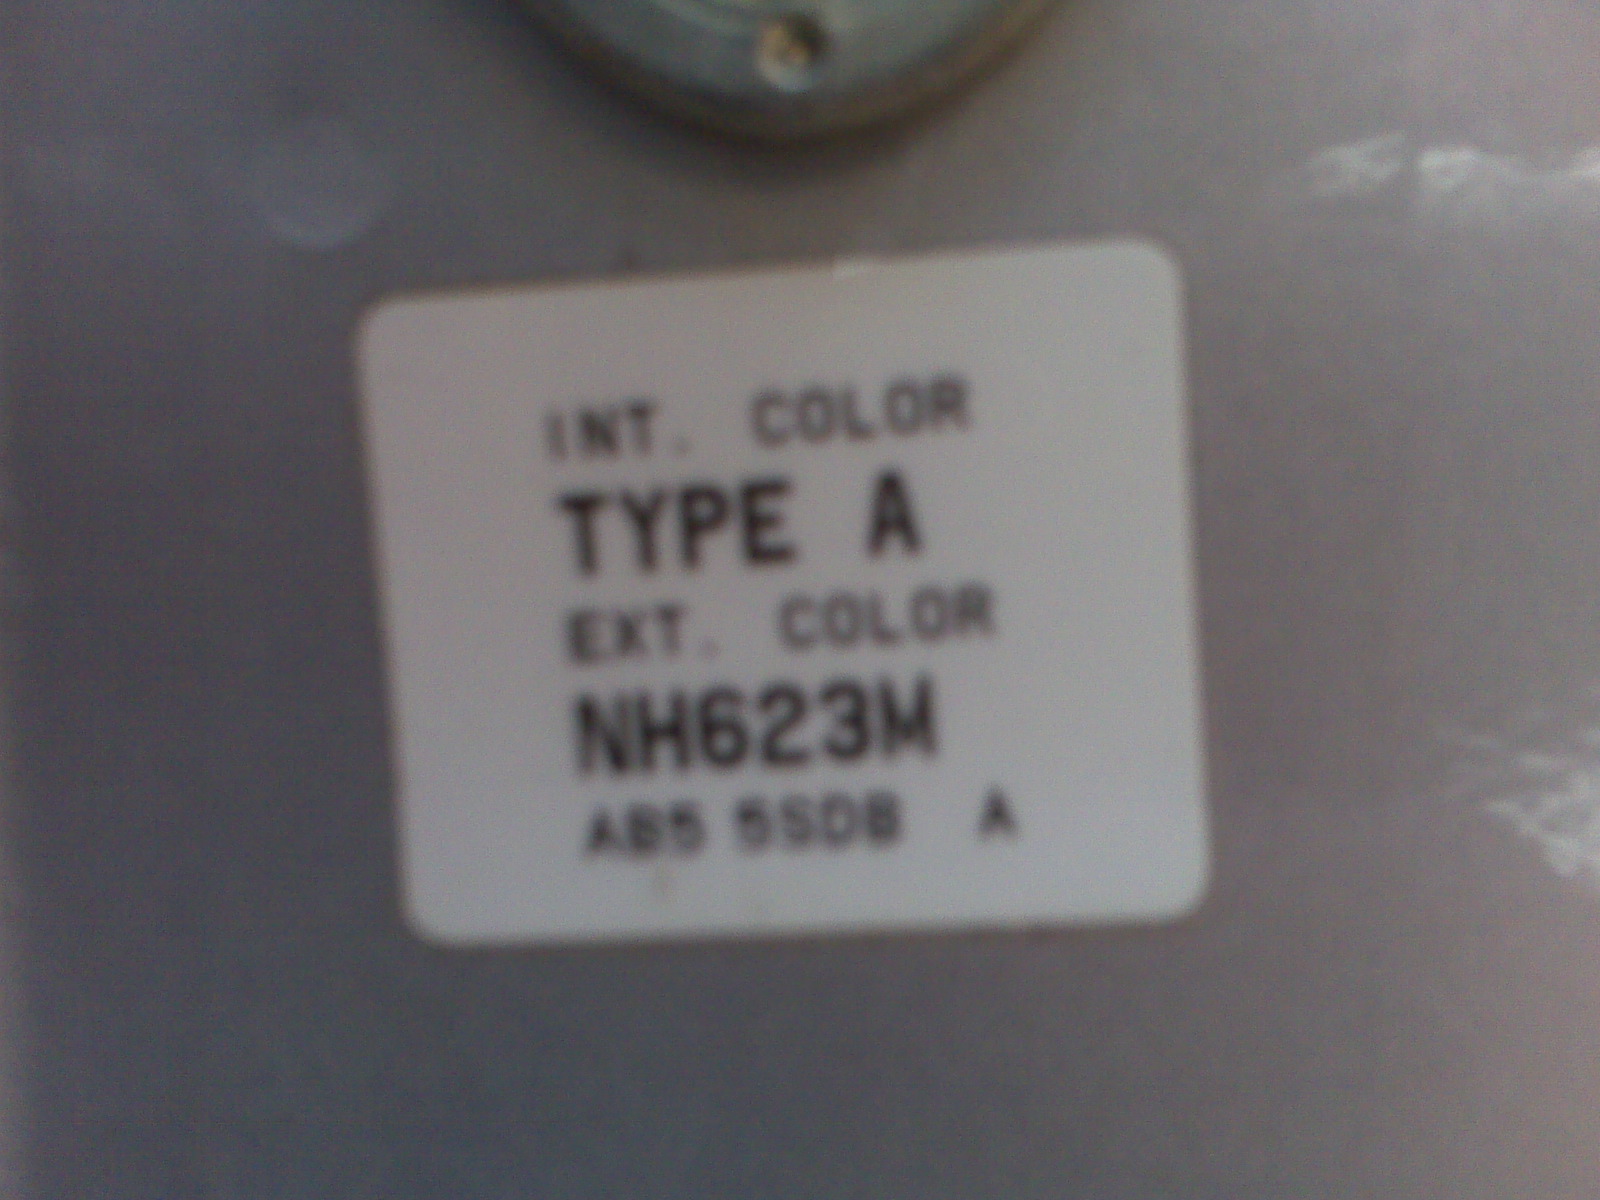 INT. COLOR
TYPE A
EXT. COLOR
NH623M
AB5 5SDB A